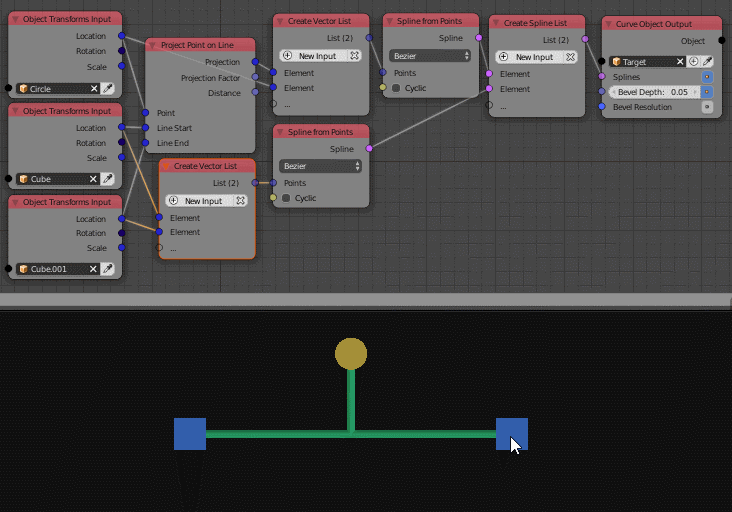 Object Transforms Input
Location
Rotation
Scale
Circle
Object Transforms Input
Location
Rotation
Scale
Cube
Object Transforms Input
Location
Rotation
Scale
Cube.001
Project Point on Line
Projection
Projection Factor
Distance
Point
Line Start
Line End
Create Vector List
List (2)
New Input
Element
Element
...
Create Vector List
List (2)
New Input
Element
Element
...
Spline from Points
Spline
Bezier
Points
Cyclic
Spline from Points
Spline
Bezier
Points
Cyclic
Create Spline List
List (2)
New Input
Element
Element
...
Curve Object Output
Object
Target
Splines
Bevel Depth: 0.05
Bevel Resolution